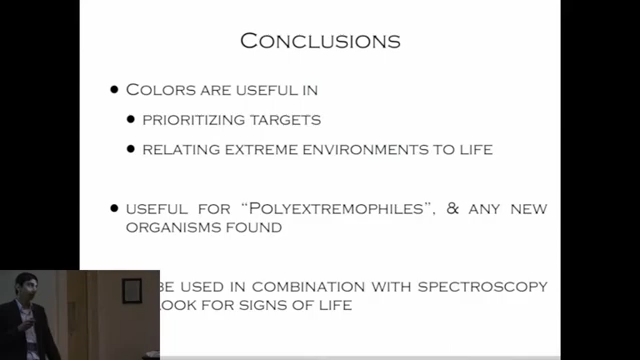 CONCLUSIONS
• COLORS ARE USEFUL IN
• PRIORITIZING TARGETS
• RELATING EXTREME ENVIRONMENTS TO LIFE
• USEFUL FOR "POLYEXTREMOPHILES", & ANY NEW
ORGANISMS FOUND
BE USED IN COMBINATION WITH SPECTROSCOPY
LOOK FOR SIGNS OF LIFE